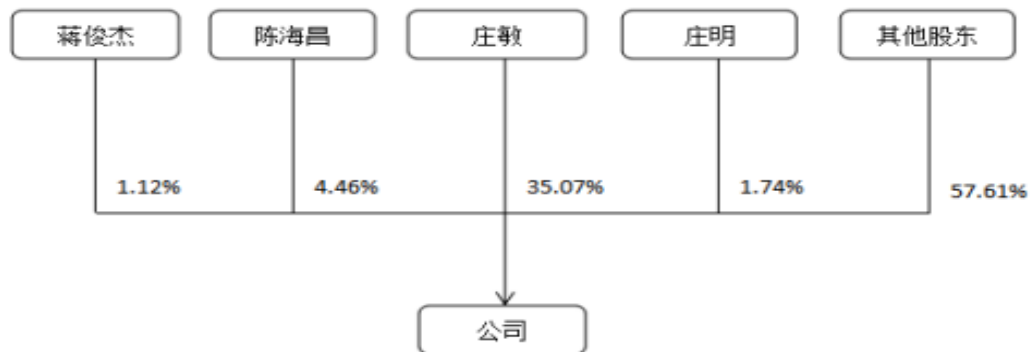 蒋俊杰
陈海昌
庄敏
庄明
其他股东
1.12%
4.46%
35.07%
1.74%
57.61%
公司